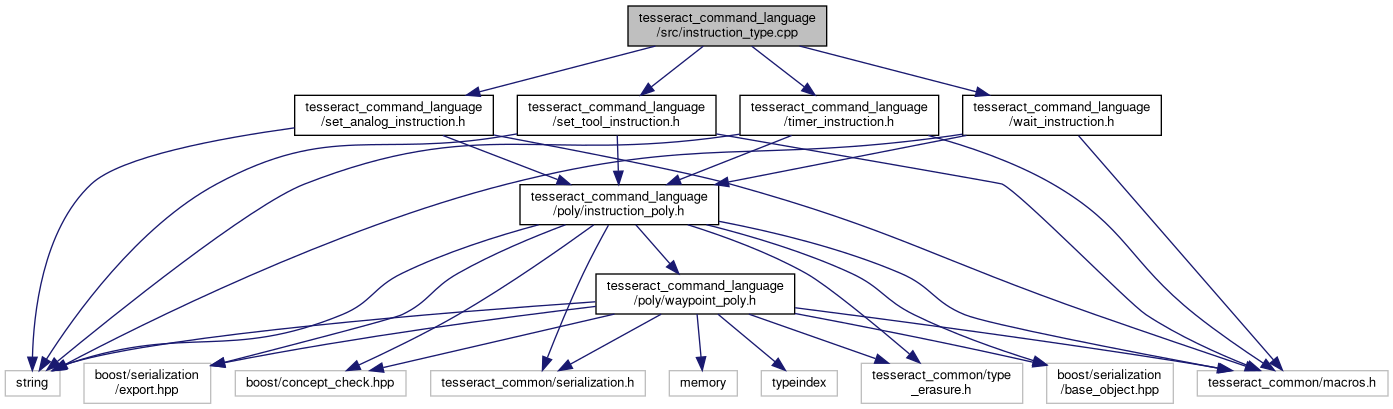 tesseract_command_language
/src/instruction_type.cpp
tesseract_command_language
/set_analog_instruction.h
tesseract_command_language
/set_tool_instruction.h
tesseract_command_language
/timer_instruction.h
tesseract_command_language
/wait_instruction.h
tesseract_command_language
/poly/instruction_poly.h
tesseract_command_language
/poly/waypoint_poly.h
string
boost/serialization
/export.hpp
boost/concept_check.hpp
tesseract_common/serialization.h
memory
typeindex
tesseract_common/type
_erasure.h
boost/serialization
/base_object.hpp
tesseract_common/macros.h